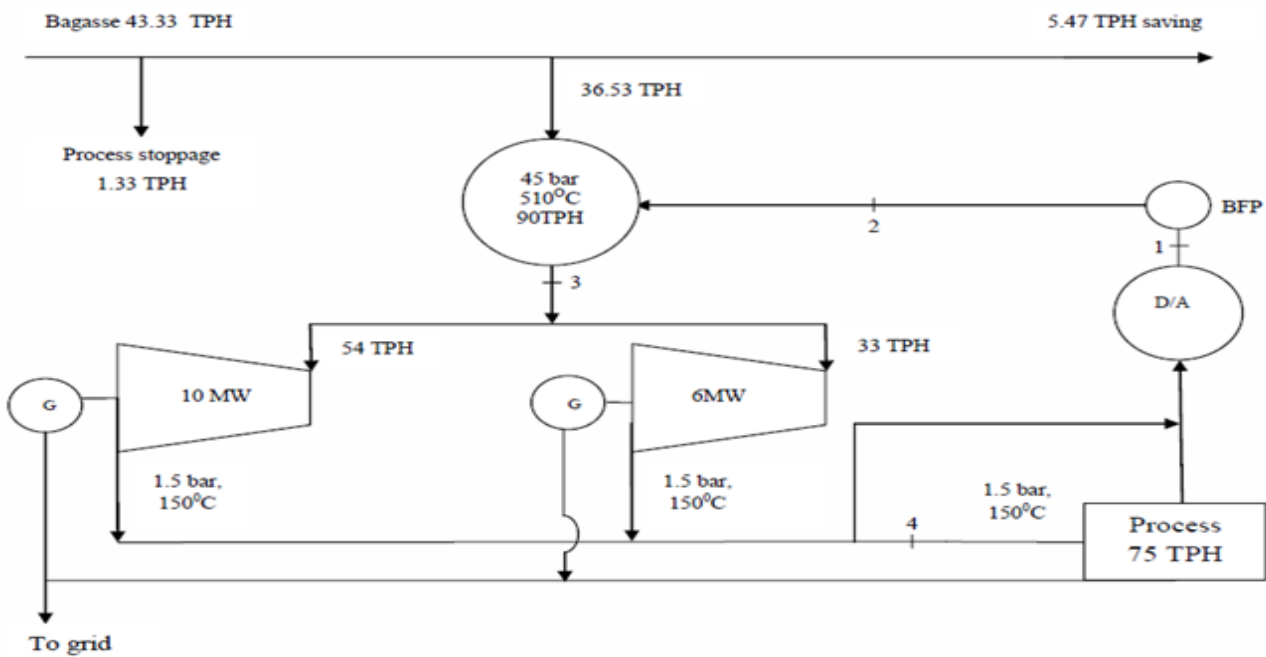 Bagasse 43.33 TPH
5.47 TPH saving
36.53 TPH
Process stoppage
1.33 TPH
45 bar
510⁰C
90TPH
2
BFP
1
3
D/A
54 TPH
33 TPH
10 MW
6MW
G
G
1.5 bar,
150⁰C
1.5 bar,
150⁰C
1.5 bar,
150⁰C
4
Process
75 TPH
To grid